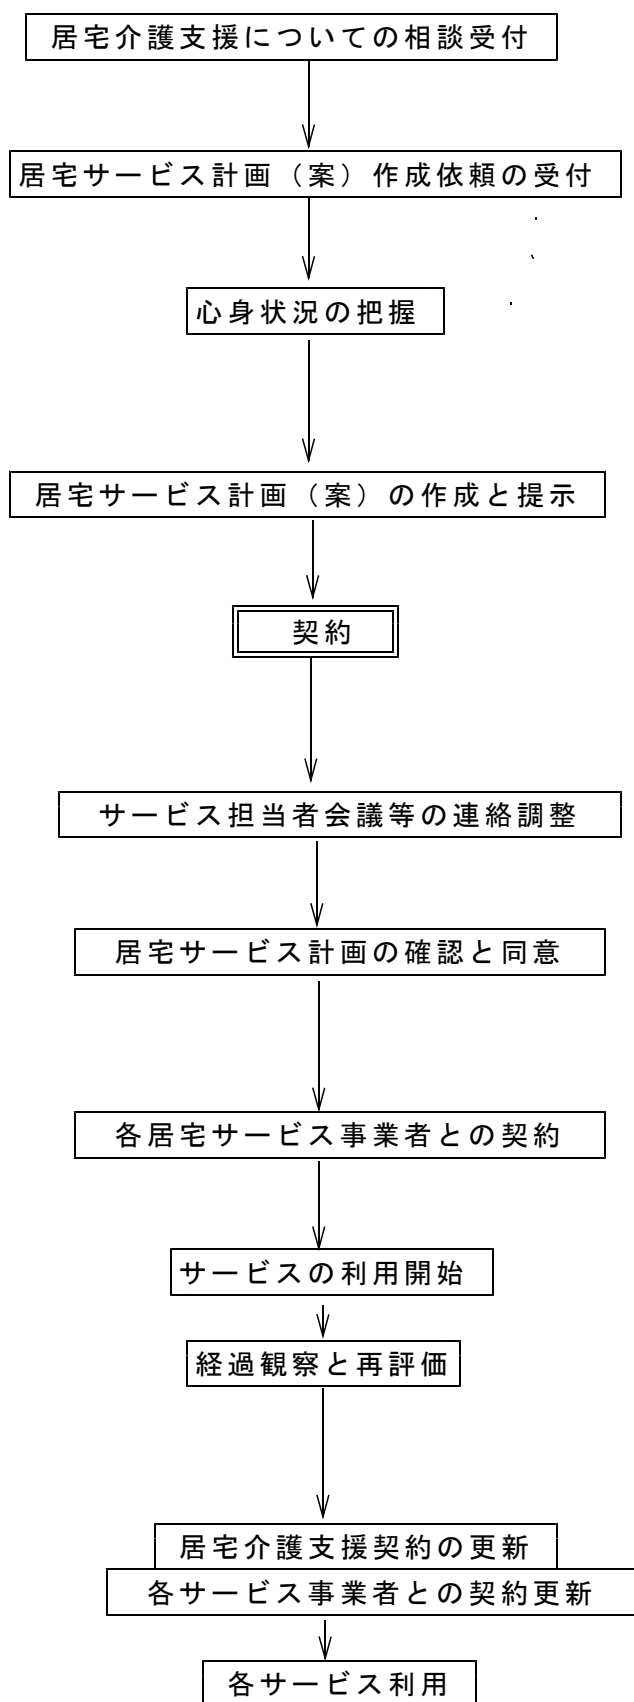 居宅介護支援についての相談受付
居宅サービス計画（案）作成依頼の受付
心身状況の把握
居宅サービス計画（案）の作成と提示
契約
サービス担当者会議等の連絡調整
居宅サービス計画の確認と同意
各居宅サービス事業者との契約
サービスの利用開始
経過観察と再評価
居宅介護支援契約の更新
各サービス事業者との契約更新
各サービス利用